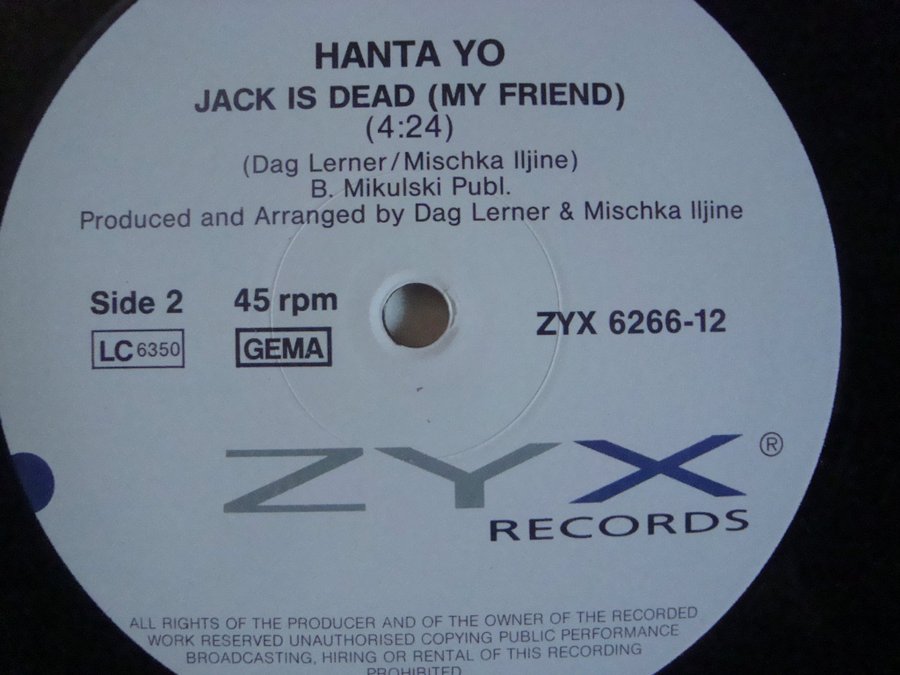 HANTA YO
JACK IS DEAD (MY FRIEND)
(4:24)
(Dag Lerner/Mischka Iljine)
B. Mikulski Publ.
Produced and Arranged by Dag Lerner & Mischka Iljine
Side 2 45 rpm
ZYX 6266-12
LC 6350 GEMA
ZYX ®
RECORDS
ALL RIGHTS OF THE PRODUCER AND OF THE OWNER OF THE RECORDED
WORK RESERVED UNAUTHORISED COPYING PUBLIC PERFORMANCE
BROADCASTING, HIRING OR RENTAL OF THIS RECORDING
PROHIBITED